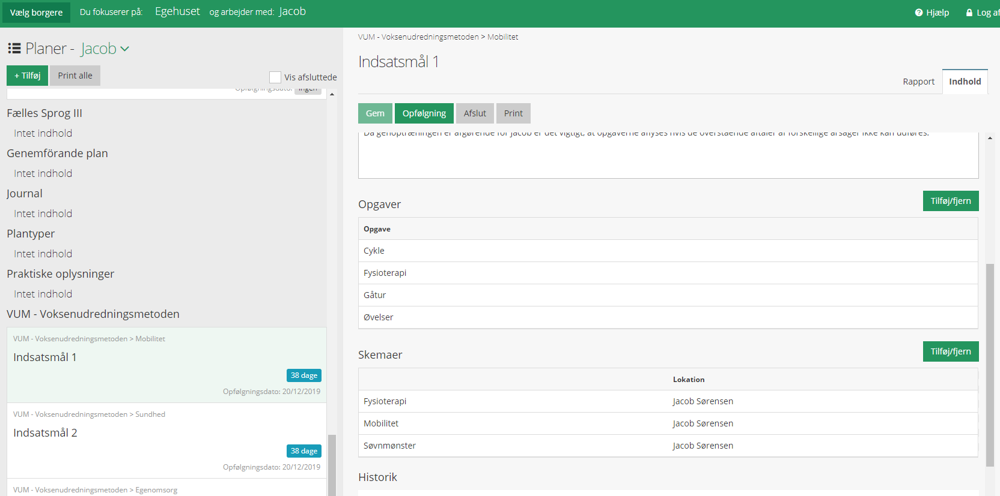 Vælg borgere
Du fokuserer på: Egehuset og arbejder med: Jacob
Hjælp
Log af
Planer - Jacob
+ Tilføj
Print alle
Vis afsluttede
Opfølgningsdato: Ingen
Fælles Sprog III
Intet indhold
Genemförande plan
Intet indhold
Journal
Intet indhold
Plantyper
Intet indhold
Praktiske oplysninger
Intet indhold
VUM - Voksenudredningsmetoden
VUM - Voksenudredningsmetoden > Mobilitet
Indsatsmål 1
38 dage
Opfølgningsdato: 20/12/2019
VUM - Voksenudredningsmetoden > Sundhed
Indsatsmål 2
38 dage
Opfølgningsdato: 20/12/2019
VUM - Voksenudredningsmetoden > Egenomsorg
VUM - Voksenudredningsmetoden > Mobilitet
Indsatsmål 1
Rapport
Indhold
Gem
Opfølgning
Afslut
Print
Da genoptræningen er afgørende for Jacob er det vigtigt, at opgaverne aflyses hvis de overstående aftaler af forskellige årsager ikke kan udføres.
Opgaver
Tilføj/fjern
Opgave
Cykle
Fysioterapi
Gåtur
Øvelser
Skemaer
Tilføj/fjern
Lokation
Fysioterapi Jacob Sørensen
Mobilitet Jacob Sørensen
Søvnmønster Jacob Sørensen
Historik